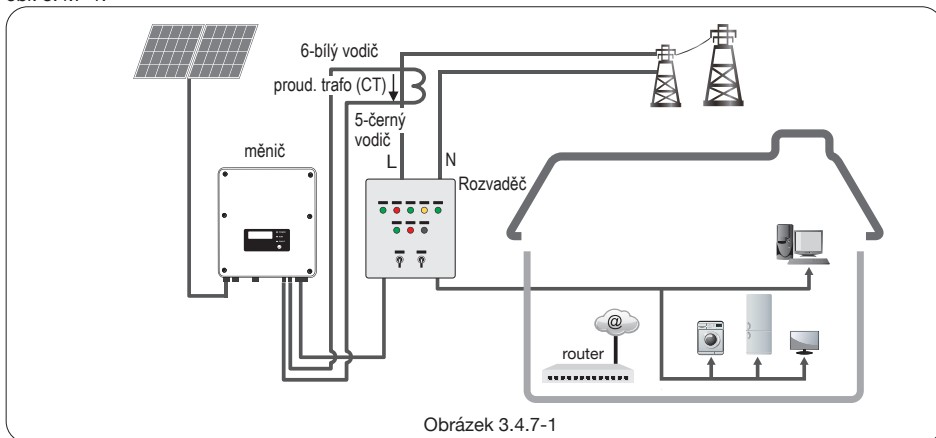 6-bílý vodič
proud. trafo (CT)
5-černý
vodič
měnič
L
N
Rozvaděč
@
router
Obrázek 3.4.7-1